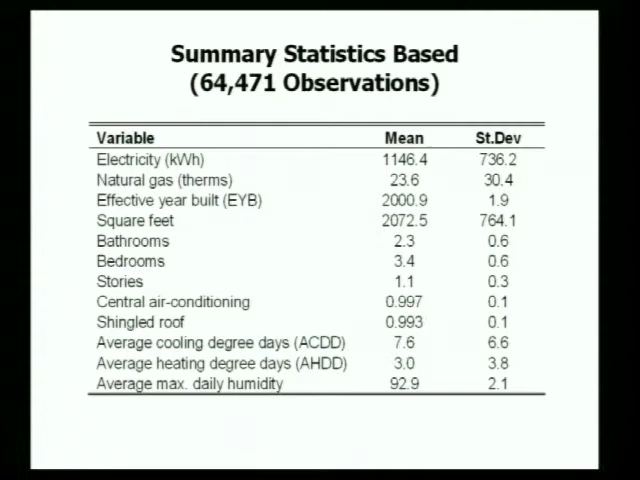 Summary Statistics Based
(64,471 Observations)
Variable Mean St.Dev
Electricity (kWh) 1146.4 736.2
Natural gas (therms) 23.6 30.4
Effective year built (EYB) 2000.9 1.9
Square feet 2072.5 764.1
Bathrooms 2.3 0.6
Bedrooms 3.4 0.6
Stories 1.1 0.3
Central air-conditioning 0.997 0.1
Shingled roof 0.993 0.1
Average cooling degree days (ACDD) 7.6 6.6
Average heating degree days (AHDD) 3.0 3.8
Average max. daily humidity 92.9 2.1